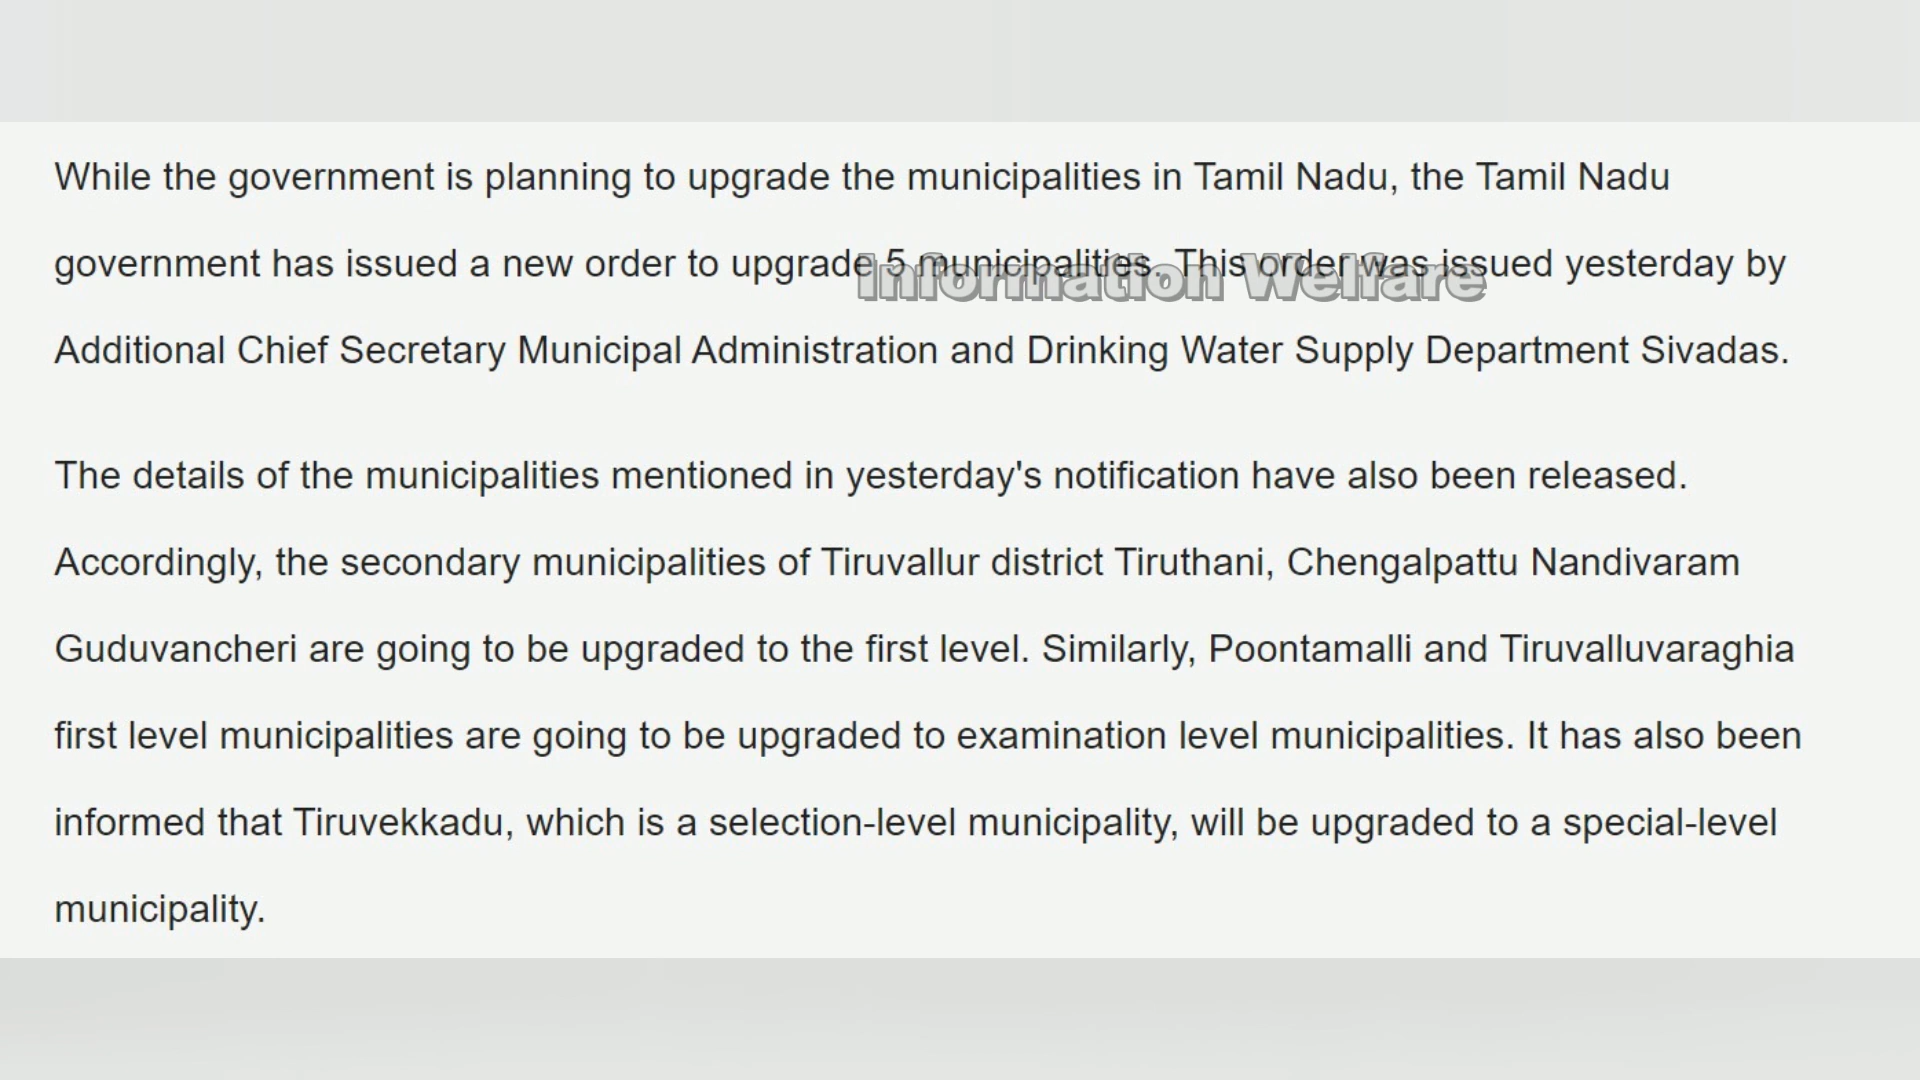 While the government is planning to upgrade the municipalities in Tamil Nadu, the Tamil Nadu
government has issued a new order to upgrade 5 municipalities. This order was issued yesterday by
Information Welfare
Additional Chief Secretary Municipal Administration and Drinking Water Supply Department Sivadas.
The details of the municipalities mentioned in yesterday's notification have also been released.
Accordingly, the secondary municipalities of Tiruvallur district Tiruthani, Chengalpattu Nandivaram
Guduvancheri are going to be upgraded to the first level. Similarly, Poontamalli and Tiruvalluvaraghia
first level municipalities are going to be upgraded to examination level municipalities. It has also been
informed that Tiruvekkadu, which is a selection-level municipality, will be upgraded to a special-level
municipality.